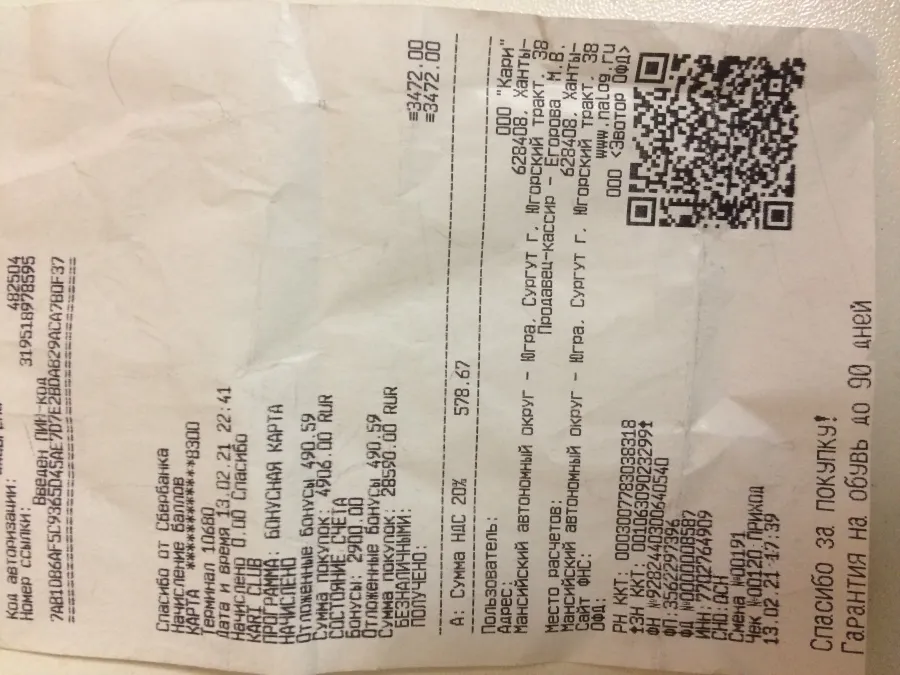 Код авторизации: 482504
Номер ссылки: 319518978595
Введен ПИН-код
7A81DB6AF5C9365D45AE7D7E2BDAB29ACA7B0F37
==============================
Спасибо от Сбербанка
Начисление баллов
КАРТА ************8300
Терминал 10680
Дата и время 13.02.21 22:41
Начислено 0.00 Спасибо
KARI CLUB
ПРОГРАММА: БОНУСНАЯ КАРТА
НАЧИСЛЕНО
Отложенные бонусы 490.59
Сумма покупок: 4906.00 RUR
СОСТОЯНИЕ СЧЕТА
Бонусы: 2900.00
Отложенные бонусы 490.59
Сумма покупок: 28590.00 RUR
БЕЗНАЛИЧНЫМИ: ≡3472.00
ПОЛУЧЕНО: ≡3472.00
А: Сумма НДС 20% 578.67
Пользователь: ООО "Кари"
Адрес: 628408, Ханты-
Мансийский автономный округ - Югра, Сургут г, Югорский тракт, 38
Продавец-кассир - Егорова М.В.
Место расчетов: 628408, Ханты-
Мансийский автономный округ - Югра, Сургут г, Югорский тракт, 38
Сайт ФНС: www.nalog.ru
ОФД: ООО <Эвотор ОФД>
РН ККТ: 0003007783038318
↑ЗН ККТ: 00106309023299↑
ФН №9282440300640540
ФП:3562297396
ФД №0000008587
ИНН:7702764909
СНО:ОСН
Смена №00191
Чек №00120:ПРИХОД
13.02.21 17:39
Спасибо за покупку!
Гарантия на обувь до 90 дней